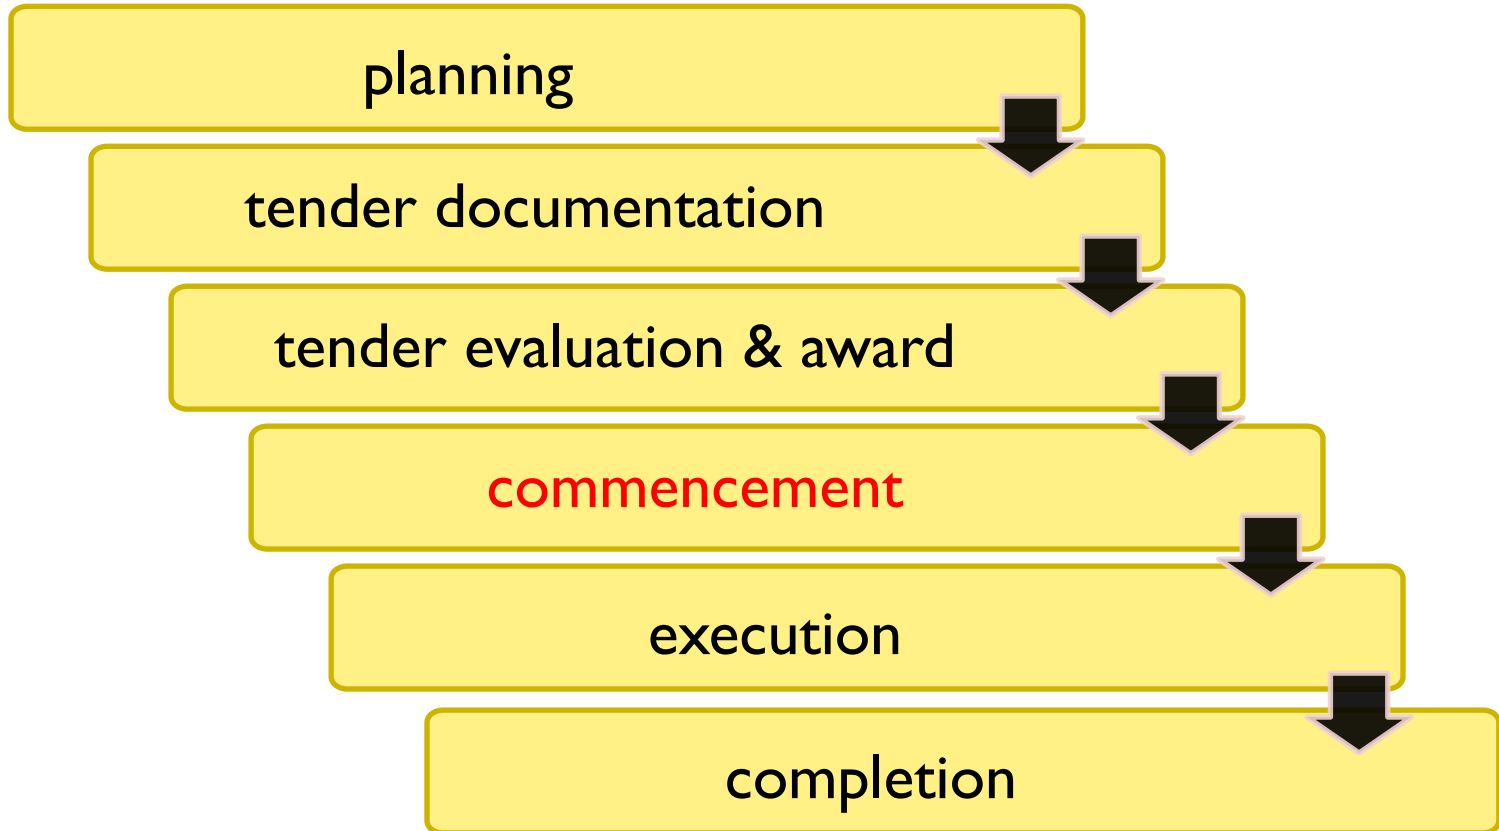 planning
tender documentation
tender evaluation & award
commencement
execution
completion